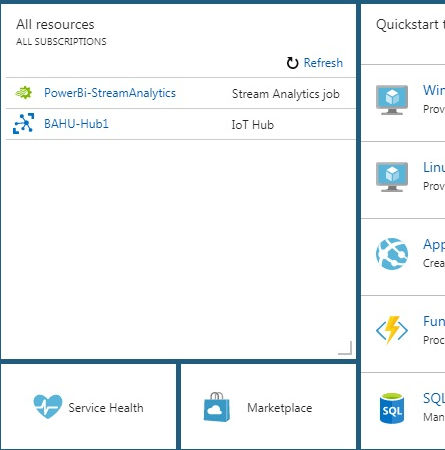 All resources
ALL SUBSCRIPTIONS
Refresh
PowerBi-StreamAnalytics Stream Analytics job
BAHU-Hub1 IoT Hub
Service Health
Marketplace
Quickstart t
Win
Prov
Linu
Prov
App
Crea
Fun
Proc
SQL
SQL
Man